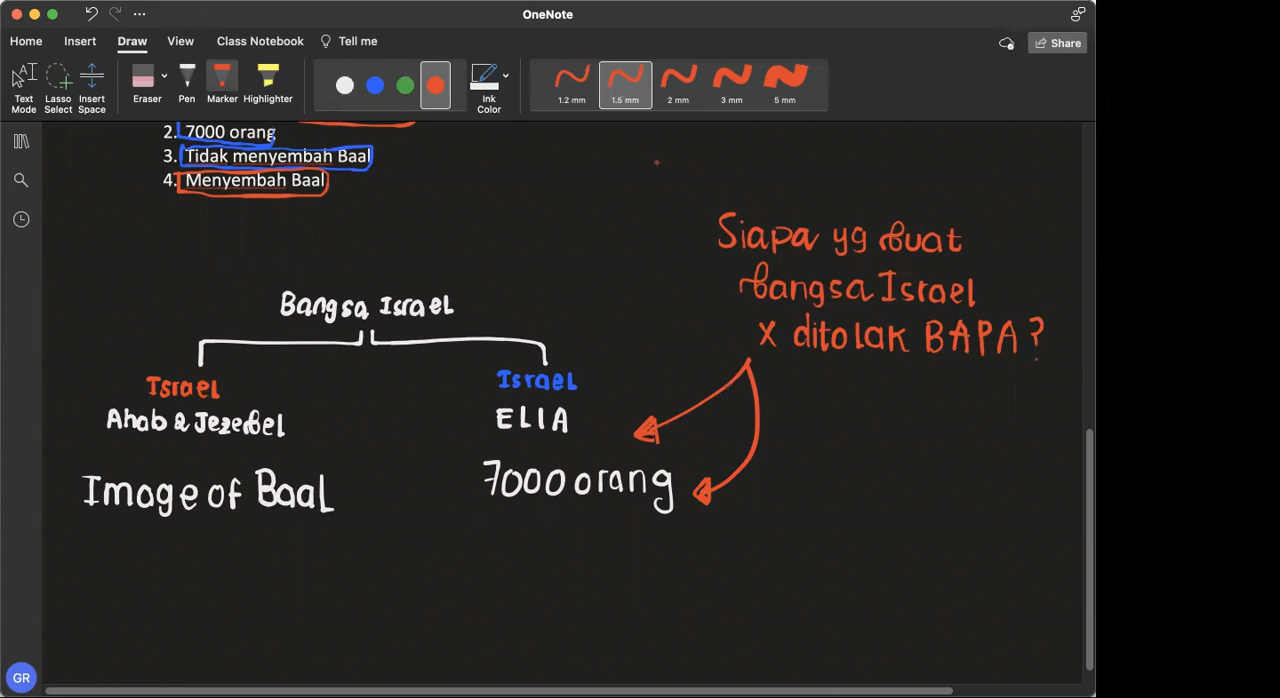 OneNote
Home Insert Draw View Class Notebook Tell me
Share
Text Mode
Lasso Select
Insert Space
Eraser
Pen
Marker
Highlighter
Ink Color
1.2 mm
1.5 mm
2 mm
3 mm
5 mm
2. 7000 orang
3. Tidak menyembah Baal
4. Menyembah Baal
Siapa yg buat
bangsa Israel
x ditolak BAPA?
Bangsa Israel
Israel
Ahab & Jezebel
Image of Baal
Israel
ELIA
7000 orang
GR